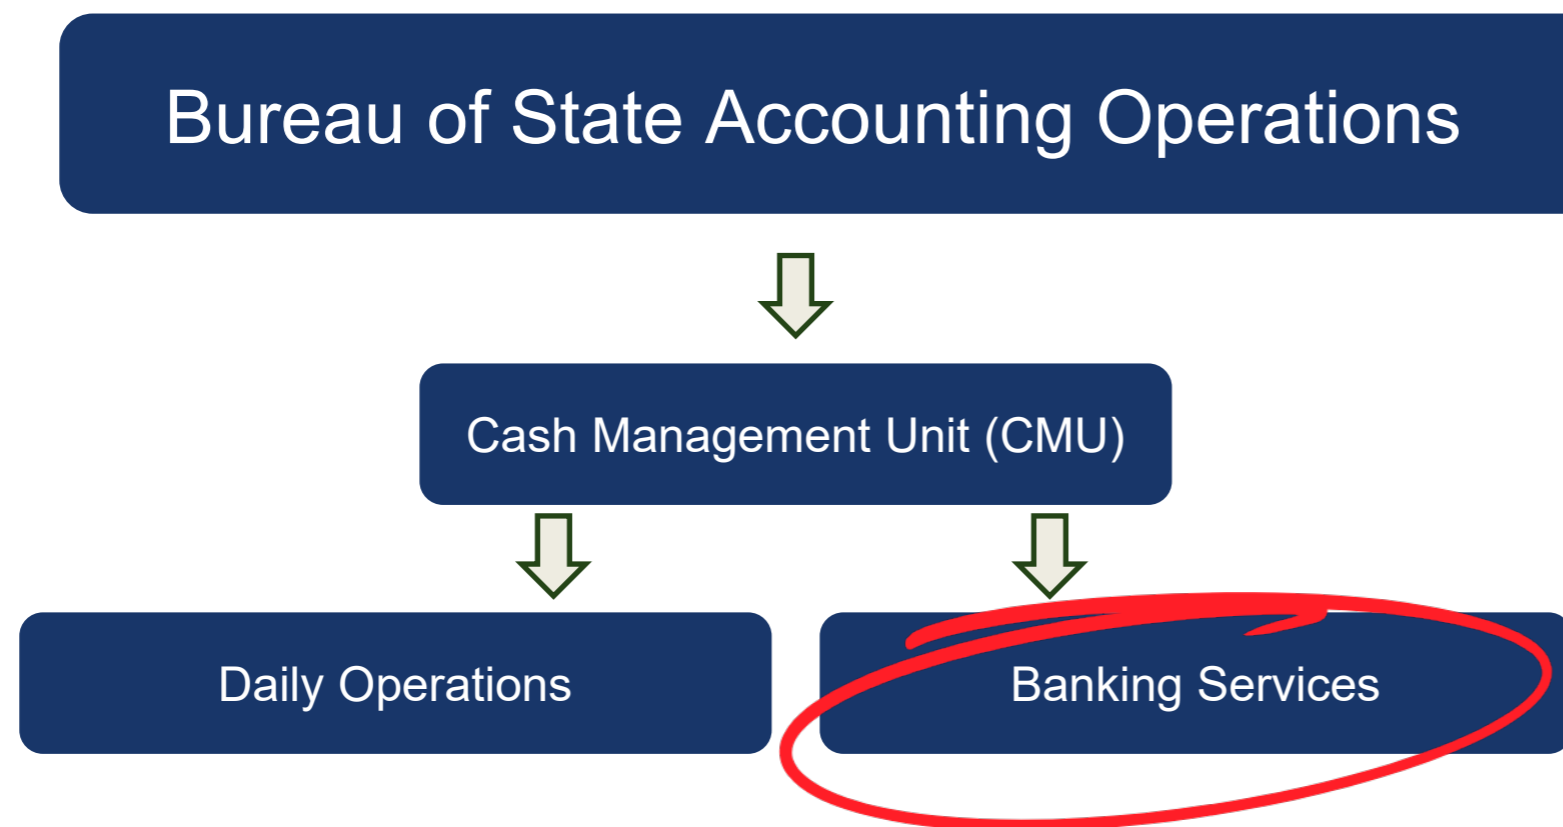 Bureau of State Accounting Operations
Cash Management Unit (CMU)
Daily Operations
Banking Services